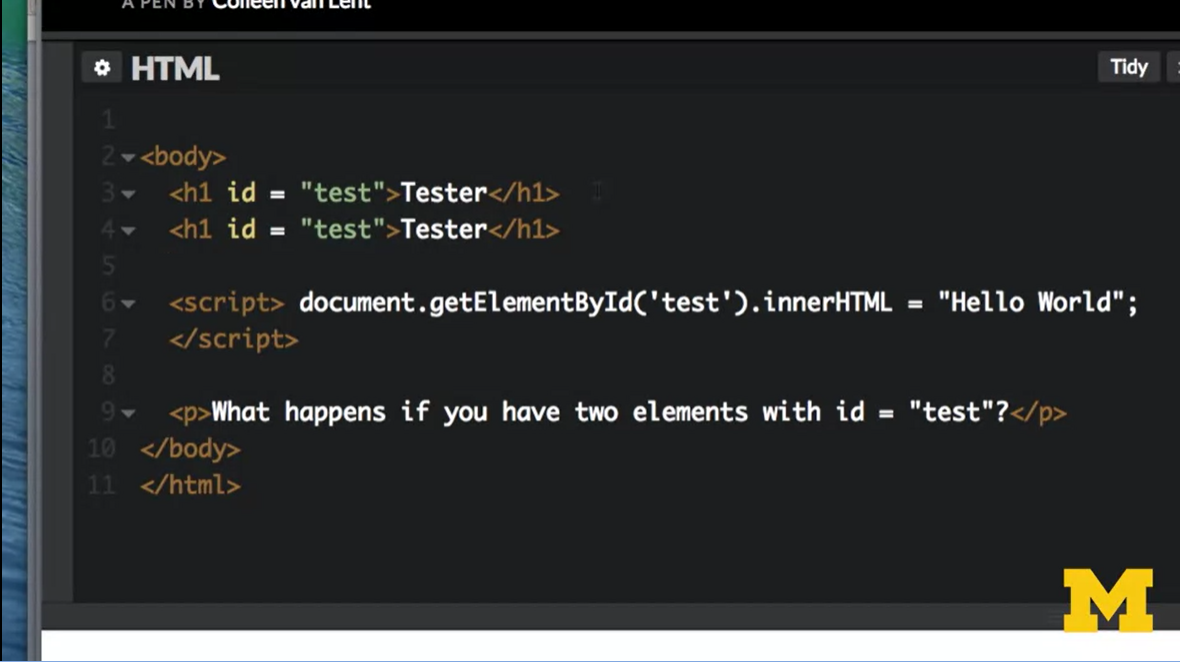 A PEN BY Colleen van Lent
HTML
Tidy
1
2 <body>
3 <h1 id = "test">Tester</h1>
4 <h1 id = "test">Tester</h1>
5
6 <script> document.getElementById('test').innerHTML = "Hello World";
7 </script>
8
9 <p>What happens if you have two elements with id = "test"?</p>
10 </body>
11 </html>
M